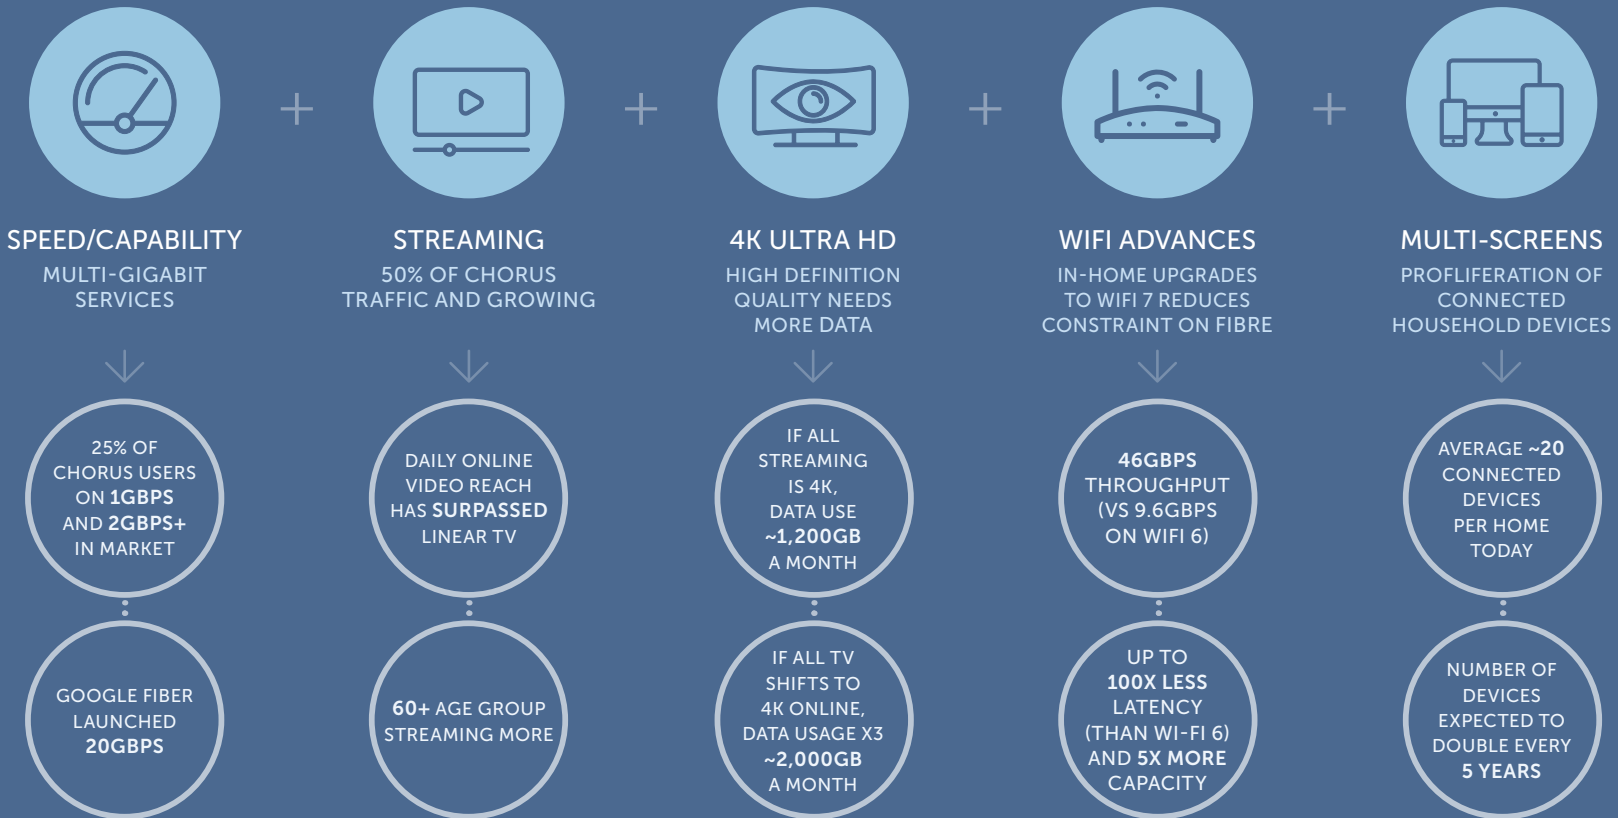 SPEED/CAPABILITY
MULTI-GIGABIT
SERVICES
25% OF
CHORUS USERS
ON 1GBPS
AND 2GBPS+
IN MARKET
GOOGLE FIBER
LAUNCHED
20GBPS
STREAMING
50% OF CHORUS
TRAFFIC AND GROWING
DAILY ONLINE
VIDEO REACH
HAS SURPASSED
LINEAR TV
60+ AGE GROUP
STREAMING MORE
4K ULTRA HD
HIGH DEFINITION
QUALITY NEEDS
MORE DATA
IF ALL
STREAMING
IS 4K,
DATA USE
~1,200GB
A MONTH
IF ALL TV
SHIFTS TO
4K ONLINE,
DATA USAGE X3
~2,000GB
A MONTH
WIFI ADVANCES
IN-HOME UPGRADES
TO WIFI 7 REDUCES
CONSTRAINT ON FIBRE
46GBPS
THROUGHPUT
(VS 9.6GBPS
ON WIFI 6)
UP TO
100X LESS
LATENCY
(THAN WI-FI 6)
AND 5X MORE
CAPACITY
MULTI-SCREENS
PROFLIFERATION OF
CONNECTED
HOUSEHOLD DEVICES
AVERAGE ~20
CONNECTED
DEVICES
PER HOME
TODAY
NUMBER OF
DEVICES
EXPECTED TO
DOUBLE EVERY
5 YEARS